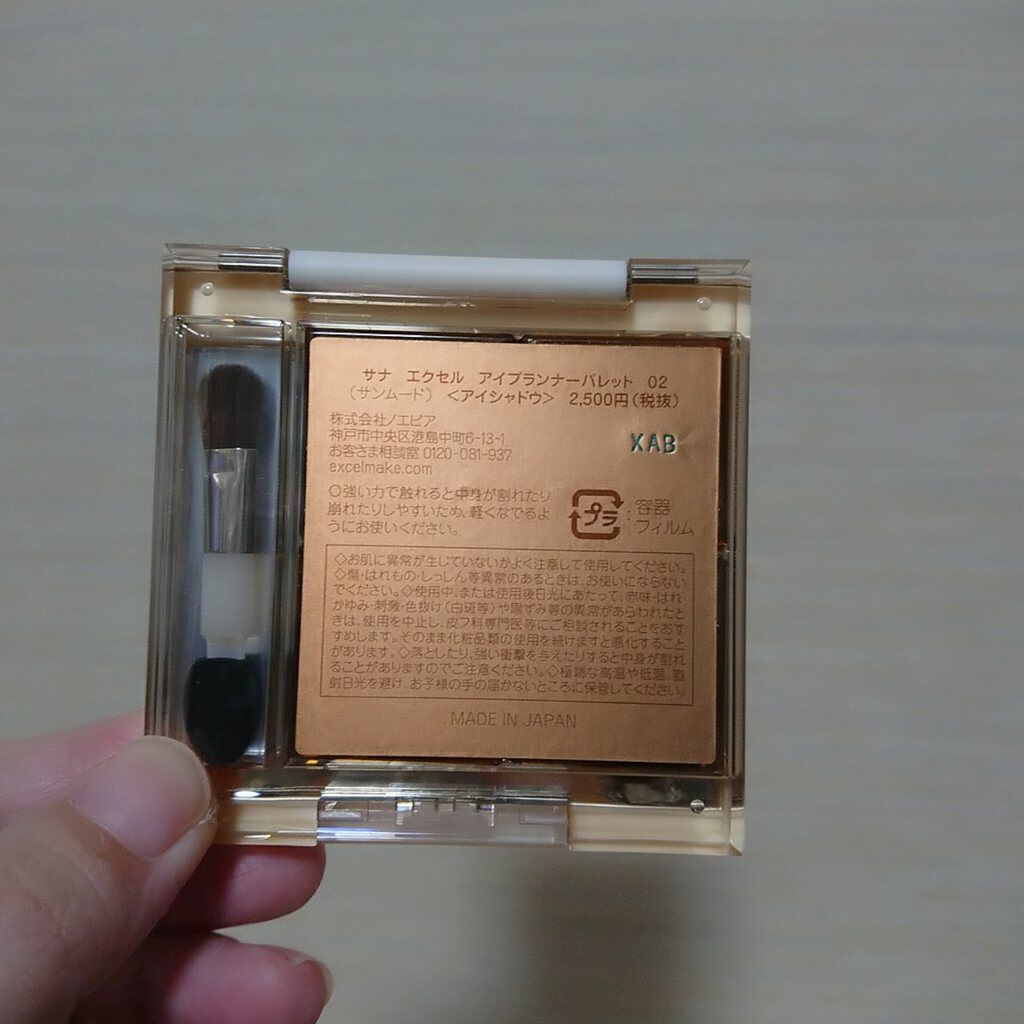 サナ エクセル アイプランナーパレット 02
(サンムード) <アイシャドウ> 2,500円(税抜)
株式会社ノエビア
神戸市中央区港島中町6-13-1
お客さま相談室 0120-081-937
excelmake.com
XAB
○強い力で触れると中身が割れたり
崩れたりしやすいため、軽くなでるよ
うにお使いください。
プラ : 容器
フィルム
◇お肌に異常が生じていないかよく注意して使用してください。
◇傷・はれもの・しっしん等異常のあるときは、お使いにならない
でください。◇使用中、または使用後日光にあたって、赤味・はれ・
かゆみ・刺激・色抜け(白斑等)や黒ずみ等の異常があらわれたと
きは、使用を中止し、皮フ科専門医等にご相談されることをおす
すめします。そのまま化粧品類の使用を続けますと悪化すること
があります。◇落としたり、強い衝撃を与えたりすると中身が割れ
ることがありますのでご注意ください。◇極端な高温や低温、直
射日光を避け、お子様の手の届かないところに保管してください。
MADE IN JAPAN